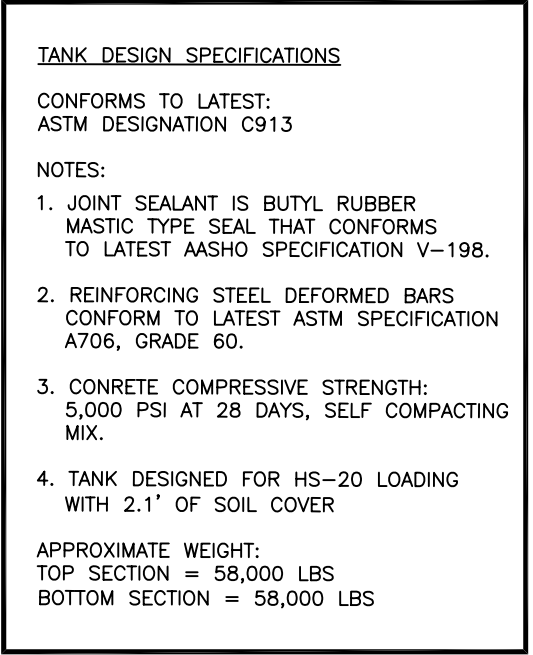 TANK DESIGN SPECIFICATIONS
CONFORMS TO LATEST:
ASTM DESIGNATION C913
NOTES:
1. JOINT SEALANT IS BUTYL RUBBER
MASTIC TYPE SEAL THAT CONFORMS
TO LATEST AASHO SPECIFICATION V-198.
2. REINFORCING STEEL DEFORMED BARS
CONFORM TO LATEST ASTM SPECIFICATION
A706, GRADE 60.
3. CONRETE COMPRESSIVE STRENGTH:
5,000 PSI AT 28 DAYS, SELF COMPACTING
MIX.
4. TANK DESIGNED FOR HS-20 LOADING
WITH 2.1' OF SOIL COVER
APPROXIMATE WEIGHT:
TOP SECTION = 58,000 LBS
BOTTOM SECTION = 58,000 LBS